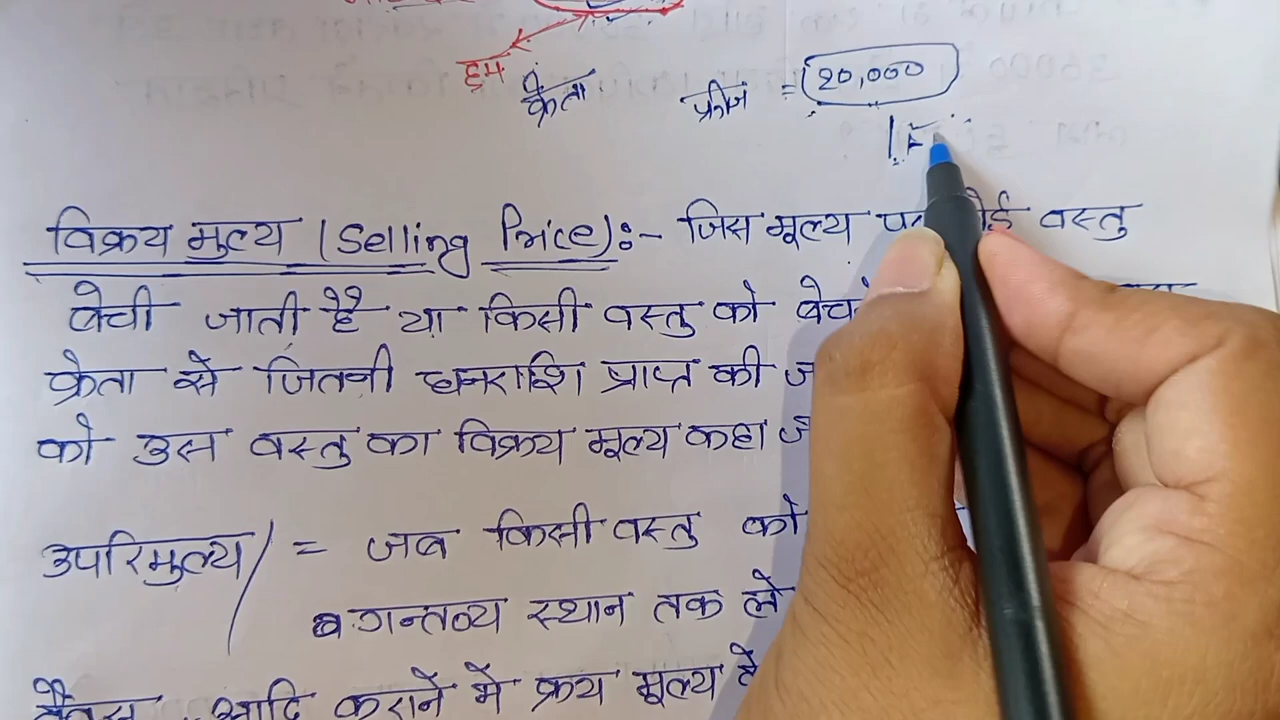 हम
क्रेता फ्रीज = 20,000
विक्रय मुल्य (Selling Price):- जिस मूल्य वस्तु
बेची जाती है या किसी वस्तु को
क्रेता से जितनी धनराशि प्राप्त की
को उस वस्तु का विक्रय मूल्य कहा
उपरिमुल्य/ = जब किसी वस्तु को
गन्तव्य स्थान तक ले
आदि कराने में क्रय मूल्य